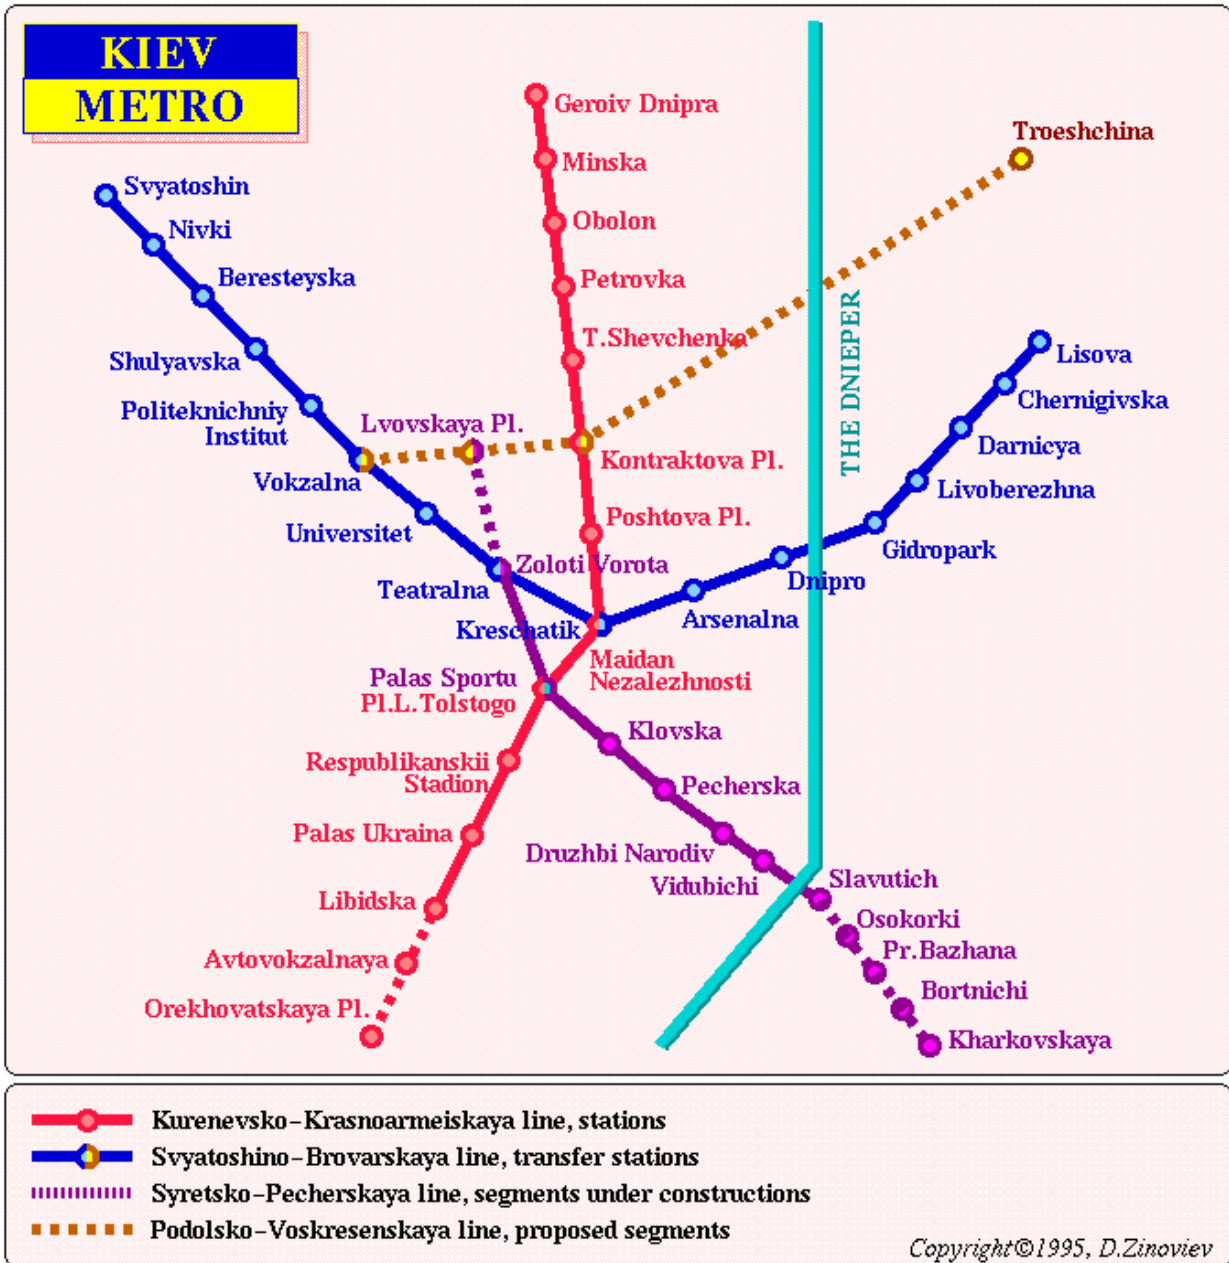 KIEV
METRO
Geroiv Dnipra
Minska
Obolon
Petrovka
T.Shevchenko
Kontraktova Pl.
Poshtova Pl.
Maidan
Nezalezhnosti
Troeshchina
Svyatoshin
Nivki
Beresteyska
Shulyavska
Politeknichniy
Institut
Vokzalna
Universitet
Teatralna
Kreschatik
Lvovskaya Pl.
Zoloti Vorota
THE DNIEPER
Lisova
Chernigivska
Darnicya
Livoberezhna
Gidropark
Dnipro
Arsenalna
Palas Sportu
Pl.L.Tolstogo
Respublikanskii
Stadion
Palas Ukraina
Libidska
Avtovokzalnaya
Orekhovatskaya Pl.
Klovska
Pecherska
Druzhbi Narodiv
Vidubichi
Slavutich
Osokorki
Pr.Bazhana
Bortnichi
Kharkovskaya
Kurenevsko-Krasnoarmeiskaya line, stations
Svyatoshino-Brovarskaya line, transfer stations
Syretsko-Pecherskaya line, segments under constructions
Podolsko-Voskresenskaya line, proposed segments
Copyright©1995, D.Zinoviev